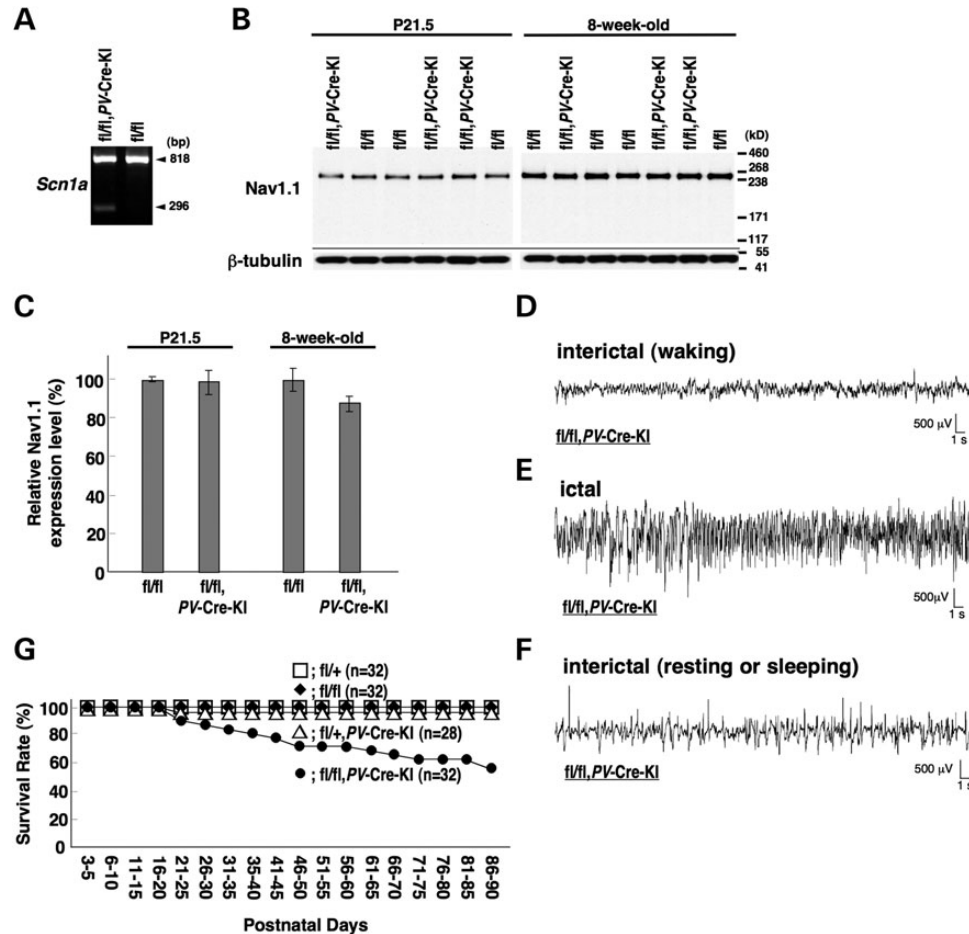 A
fl/fl,PV-Cre-KI
fl/fl
(bp)
Scn1a
818
296
B
P21.5
8-week-old
fl/fl,PV-Cre-KI
fl/fl
fl/fl
fl/fl,PV-Cre-KI
fl/fl,PV-Cre-KI
fl/fl
fl/fl
fl/fl,PV-Cre-KI
fl/fl
fl/fl
fl/fl,PV-Cre-KI
fl/fl,PV-Cre-KI
fl/fl
(kD)
460
268
238
171
117
55
41
Nav1.1
β-tubulin
C
P21.5
8-week-old
Relative Nav1.1
expression level (%)
100
80
60
40
20
0
fl/fl
fl/fl,
PV-Cre-KI
fl/fl
fl/fl,
PV-Cre-KI
D
interictal (waking)
fl/fl,PV-Cre-KI
500 μV
1 s
E
ictal
fl/fl,PV-Cre-KI
500μV
1 s
F
interictal (resting or sleeping)
fl/fl,PV-Cre-KI
500 μV
1 s
G
; fl/+ (n=32)
; fl/fl (n=32)
; fl/+,PV-Cre-KI (n=28)
; fl/fl,PV-Cre-KI (n=32)
Survival Rate (%)
100
80
60
40
20
0
3-5
6-10
11-15
16-20
21-25
26-30
31-35
35-40
41-45
46-50
51-55
56-60
61-65
66-70
71-75
76-80
81-85
86-90
Postnatal Days